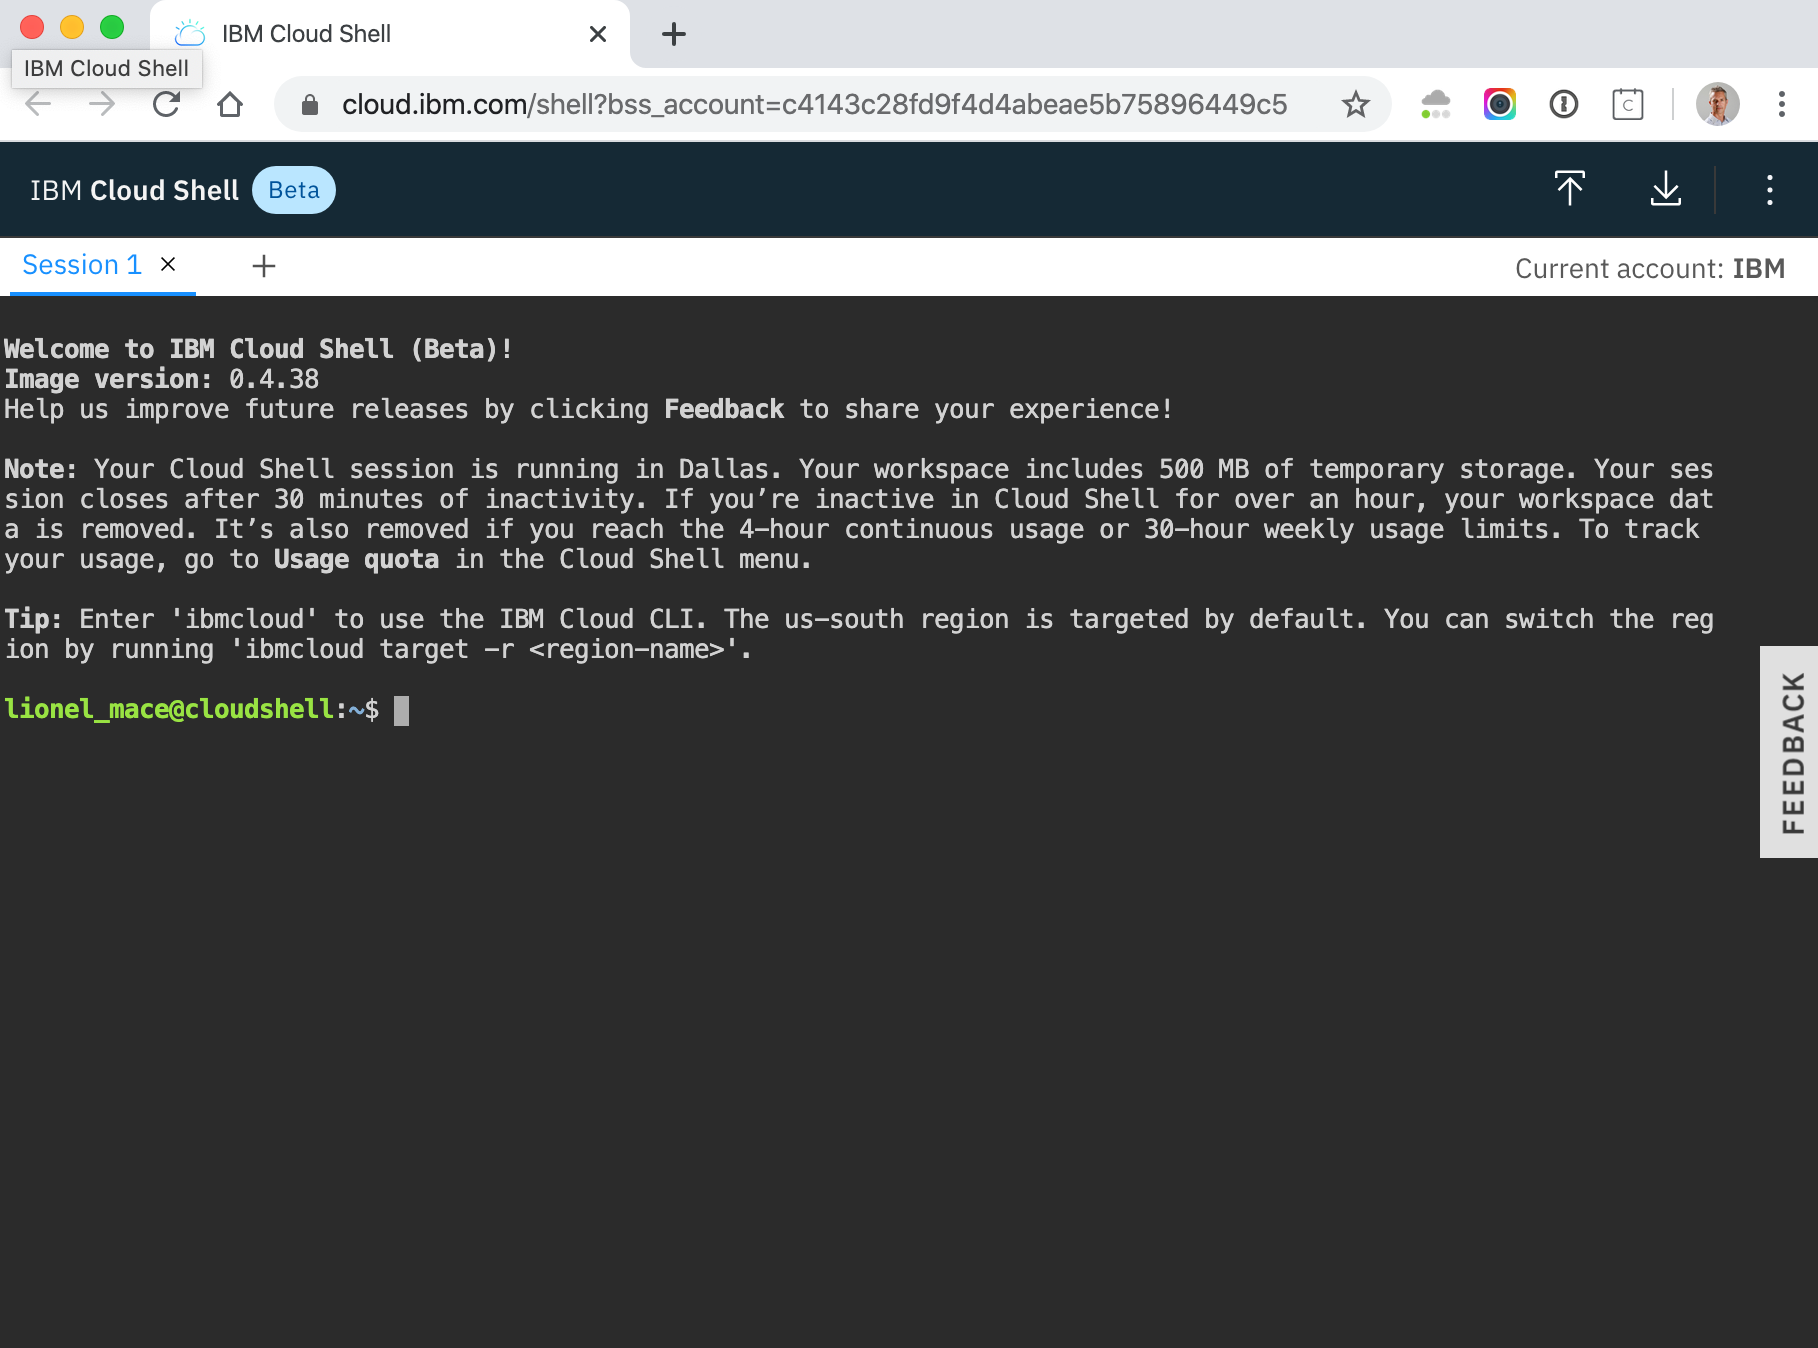 IBM Cloud Shell
IBM Cloud Shell
cloud.ibm.com/shell?bss_account=c4143c28fd9f4d4abeae5b75896449c5
C
IBM Cloud Shell Beta
Session 1
Current account: IBM
Welcome to IBM Cloud Shell (Beta)!
Image version: 0.4.38
Help us improve future releases by clicking Feedback to share your experience!
Note: Your Cloud Shell session is running in Dallas. Your workspace includes 500 MB of temporary storage. Your ses
sion closes after 30 minutes of inactivity. If you’re inactive in Cloud Shell for over an hour, your workspace dat
a is removed. It’s also removed if you reach the 4-hour continuous usage or 30-hour weekly usage limits. To track
your usage, go to Usage quota in the Cloud Shell menu.
Tip: Enter 'ibmcloud' to use the IBM Cloud CLI. The us-south region is targeted by default. You can switch the reg
ion by running 'ibmcloud target -r <region-name>'.
lionel_mace@cloudshell:~$
FEEDBACK